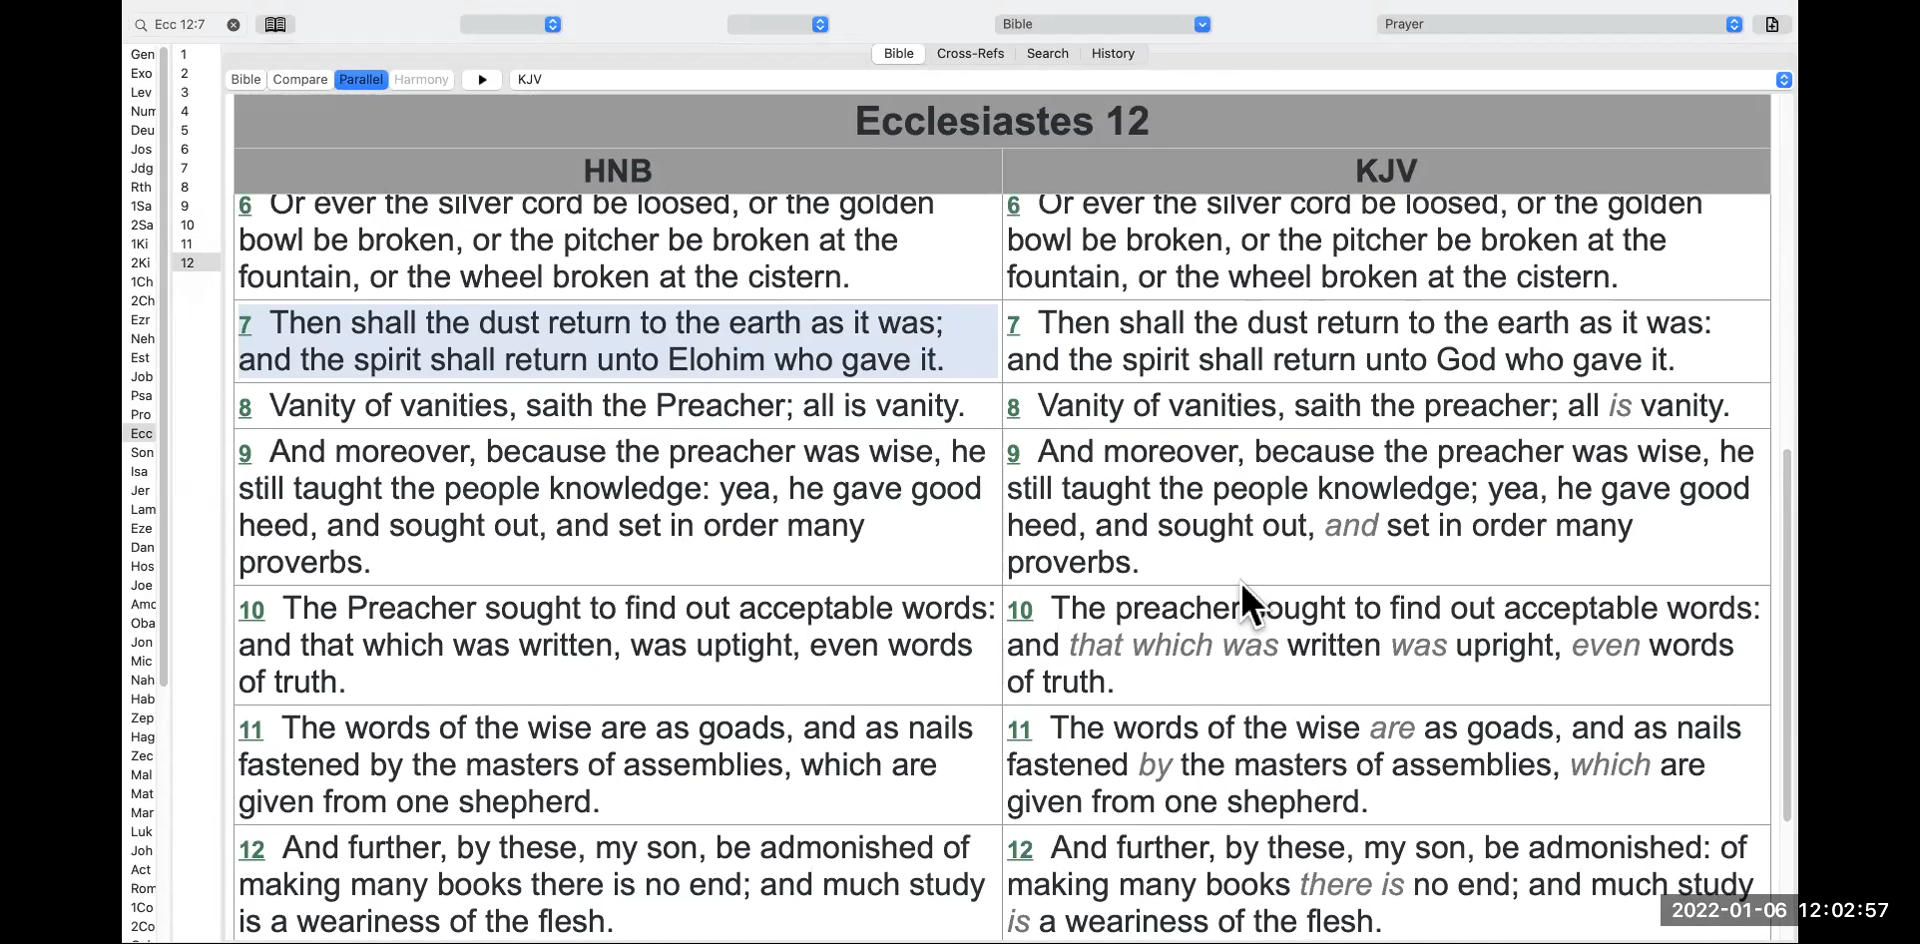 Ecc 12:7
Bible
Prayer
Bible Cross-Refs Search History
Bible Compare Parallel Harmony KJV
Gen
Exo
Lev
Num
Deu
Jos
Jdg
Rth
1Sa
2Sa
1Ki
2Ki
1Ch
2Ch
Ezr
Neh
Est
Job
Psa
Pro
Ecc
Son
Isa
Jer
Lam
Eze
Dan
Hos
Joe
Amo
Oba
Jon
Mic
Nah
Hab
Zep
Hag
Zec
Mal
Mat
Mar
Luk
Joh
Act
Rom
1Co
2Co
1
2
3
4
5
6
7
8
9
10
11
12
Ecclesiastes 12
HNB
6 Or ever the silver cord be loosed, or the golden
bowl be broken, or the pitcher be broken at the
fountain, or the wheel broken at the cistern.
7 Then shall the dust return to the earth as it was;
and the spirit shall return unto Elohim who gave it.
8 Vanity of vanities, saith the Preacher; all is vanity.
9 And moreover, because the preacher was wise, he
still taught the people knowledge: yea, he gave good
heed, and sought out, and set in order many
proverbs.
10 The Preacher sought to find out acceptable words:
and that which was written, was uptight, even words
of truth.
11 The words of the wise are as goads, and as nails
fastened by the masters of assemblies, which are
given from one shepherd.
12 And further, by these, my son, be admonished of
making many books there is no end; and much study
is a weariness of the flesh.
KJV
6 Or ever the silver cord be loosed, or the golden
bowl be broken, or the pitcher be broken at the
fountain, or the wheel broken at the cistern.
7 Then shall the dust return to the earth as it was:
and the spirit shall return unto God who gave it.
8 Vanity of vanities, saith the preacher; all is vanity.
9 And moreover, because the preacher was wise, he
still taught the people knowledge; yea, he gave good
heed, and sought out, and set in order many
proverbs.
10 The preacher sought to find out acceptable words:
and that which was written was upright, even words
of truth.
11 The words of the wise are as goads, and as nails
fastened by the masters of assemblies, which are
given from one shepherd.
12 And further, by these, my son, be admonished: of
making many books there is no end; and much study
is a weariness of the flesh.
2022-01-06 12:02:57